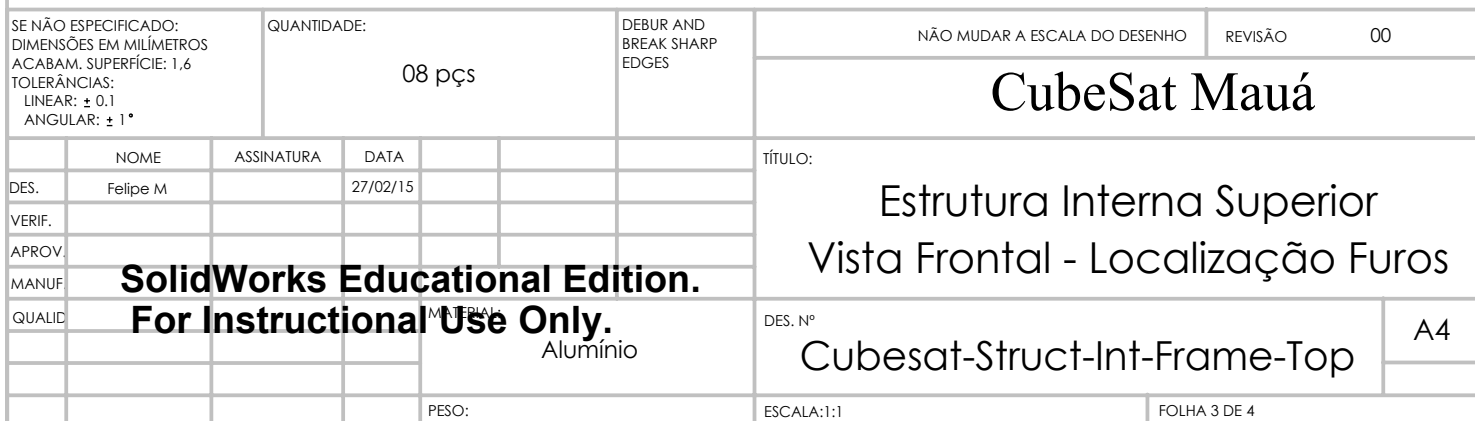 SE NÃO ESPECIFICADO:
DIMENSÕES EM MILÍMETROS
ACABAM. SUPERFÍCIE: 1,6
TOLERÂNCIAS:
LINEAR: ± 0.1
ANGULAR: ± 1°
QUANTIDADE:
08 pçs
DEBUR AND
BREAK SHARP
EDGES
NÃO MUDAR A ESCALA DO DESENHO
REVISÃO 00
CubeSat Mauá
NOME ASSINATURA DATA
DES. Felipe M 27/02/15
VERIF.
APROV.
MANUF
QUALID
SolidWorks Educational Edition.
For Instructional Use Only.
MATERIAL:
Alumínio
PESO:
TÍTULO:
Estrutura Interna Superior
Vista Frontal - Localização Furos
DES. Nº
Cubesat-Struct-Int-Frame-Top
A4
ESCALA:1:1
FOLHA 3 DE 4